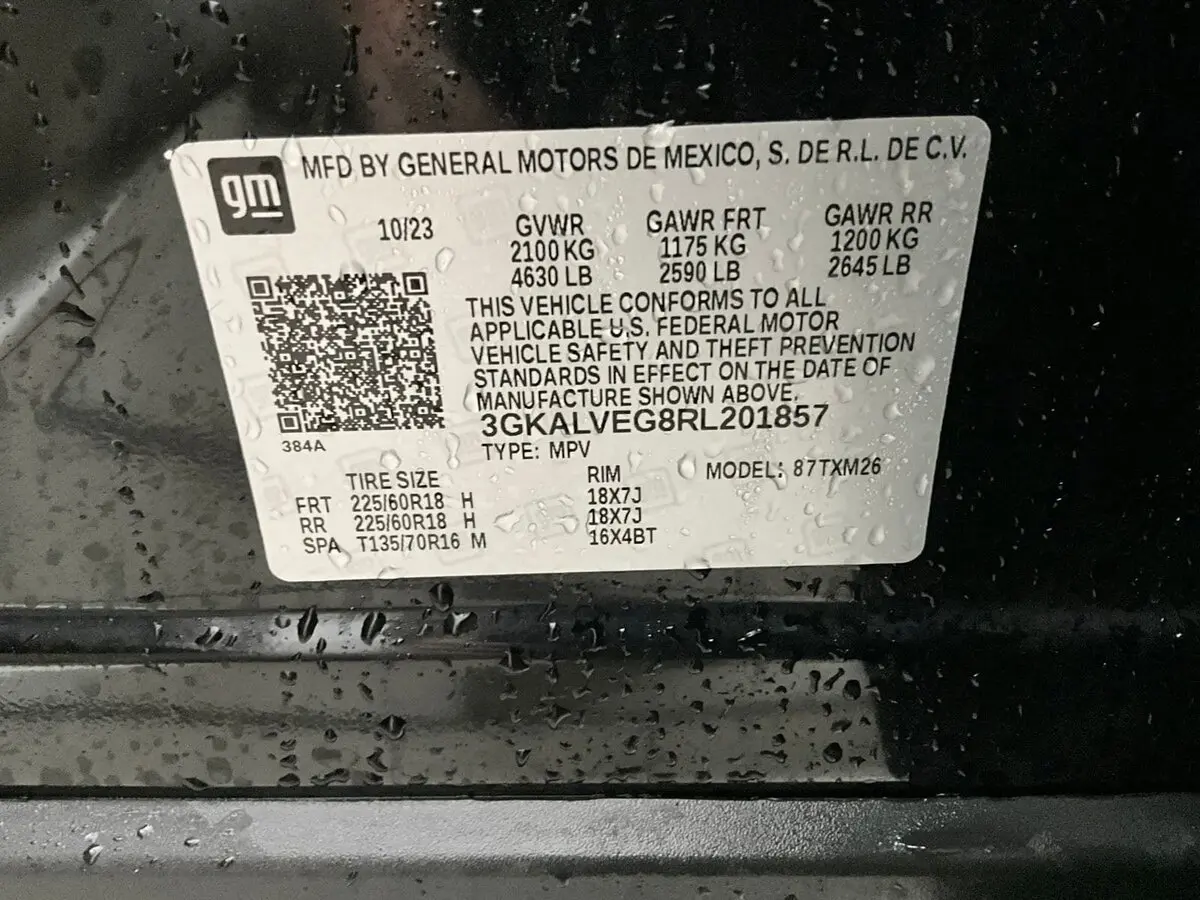 gm
MFD BY GENERAL MOTORS DE MEXICO, S. DE R.L. DE C.V.
10/23
GVWR GAWR FRT GAWR RR
2100 KG 1175 KG 1200 KG
4630 LB 2590 LB 2645 LB
THIS VEHICLE CONFORMS TO ALL
APPLICABLE U.S. FEDERAL MOTOR
VEHICLE SAFETY AND THEFT PREVENTION
STANDARDS IN EFFECT ON THE DATE OF
MANUFACTURE SHOWN ABOVE.
3GKALVEG8RL201857
384A
TYPE: MPV
MODEL: 87TXM26
TIRE SIZE RIM
FRT 225/60R18 H 18X7J
RR 225/60R18 H 18X7J
SPA T135/70R16 M 16X4BT